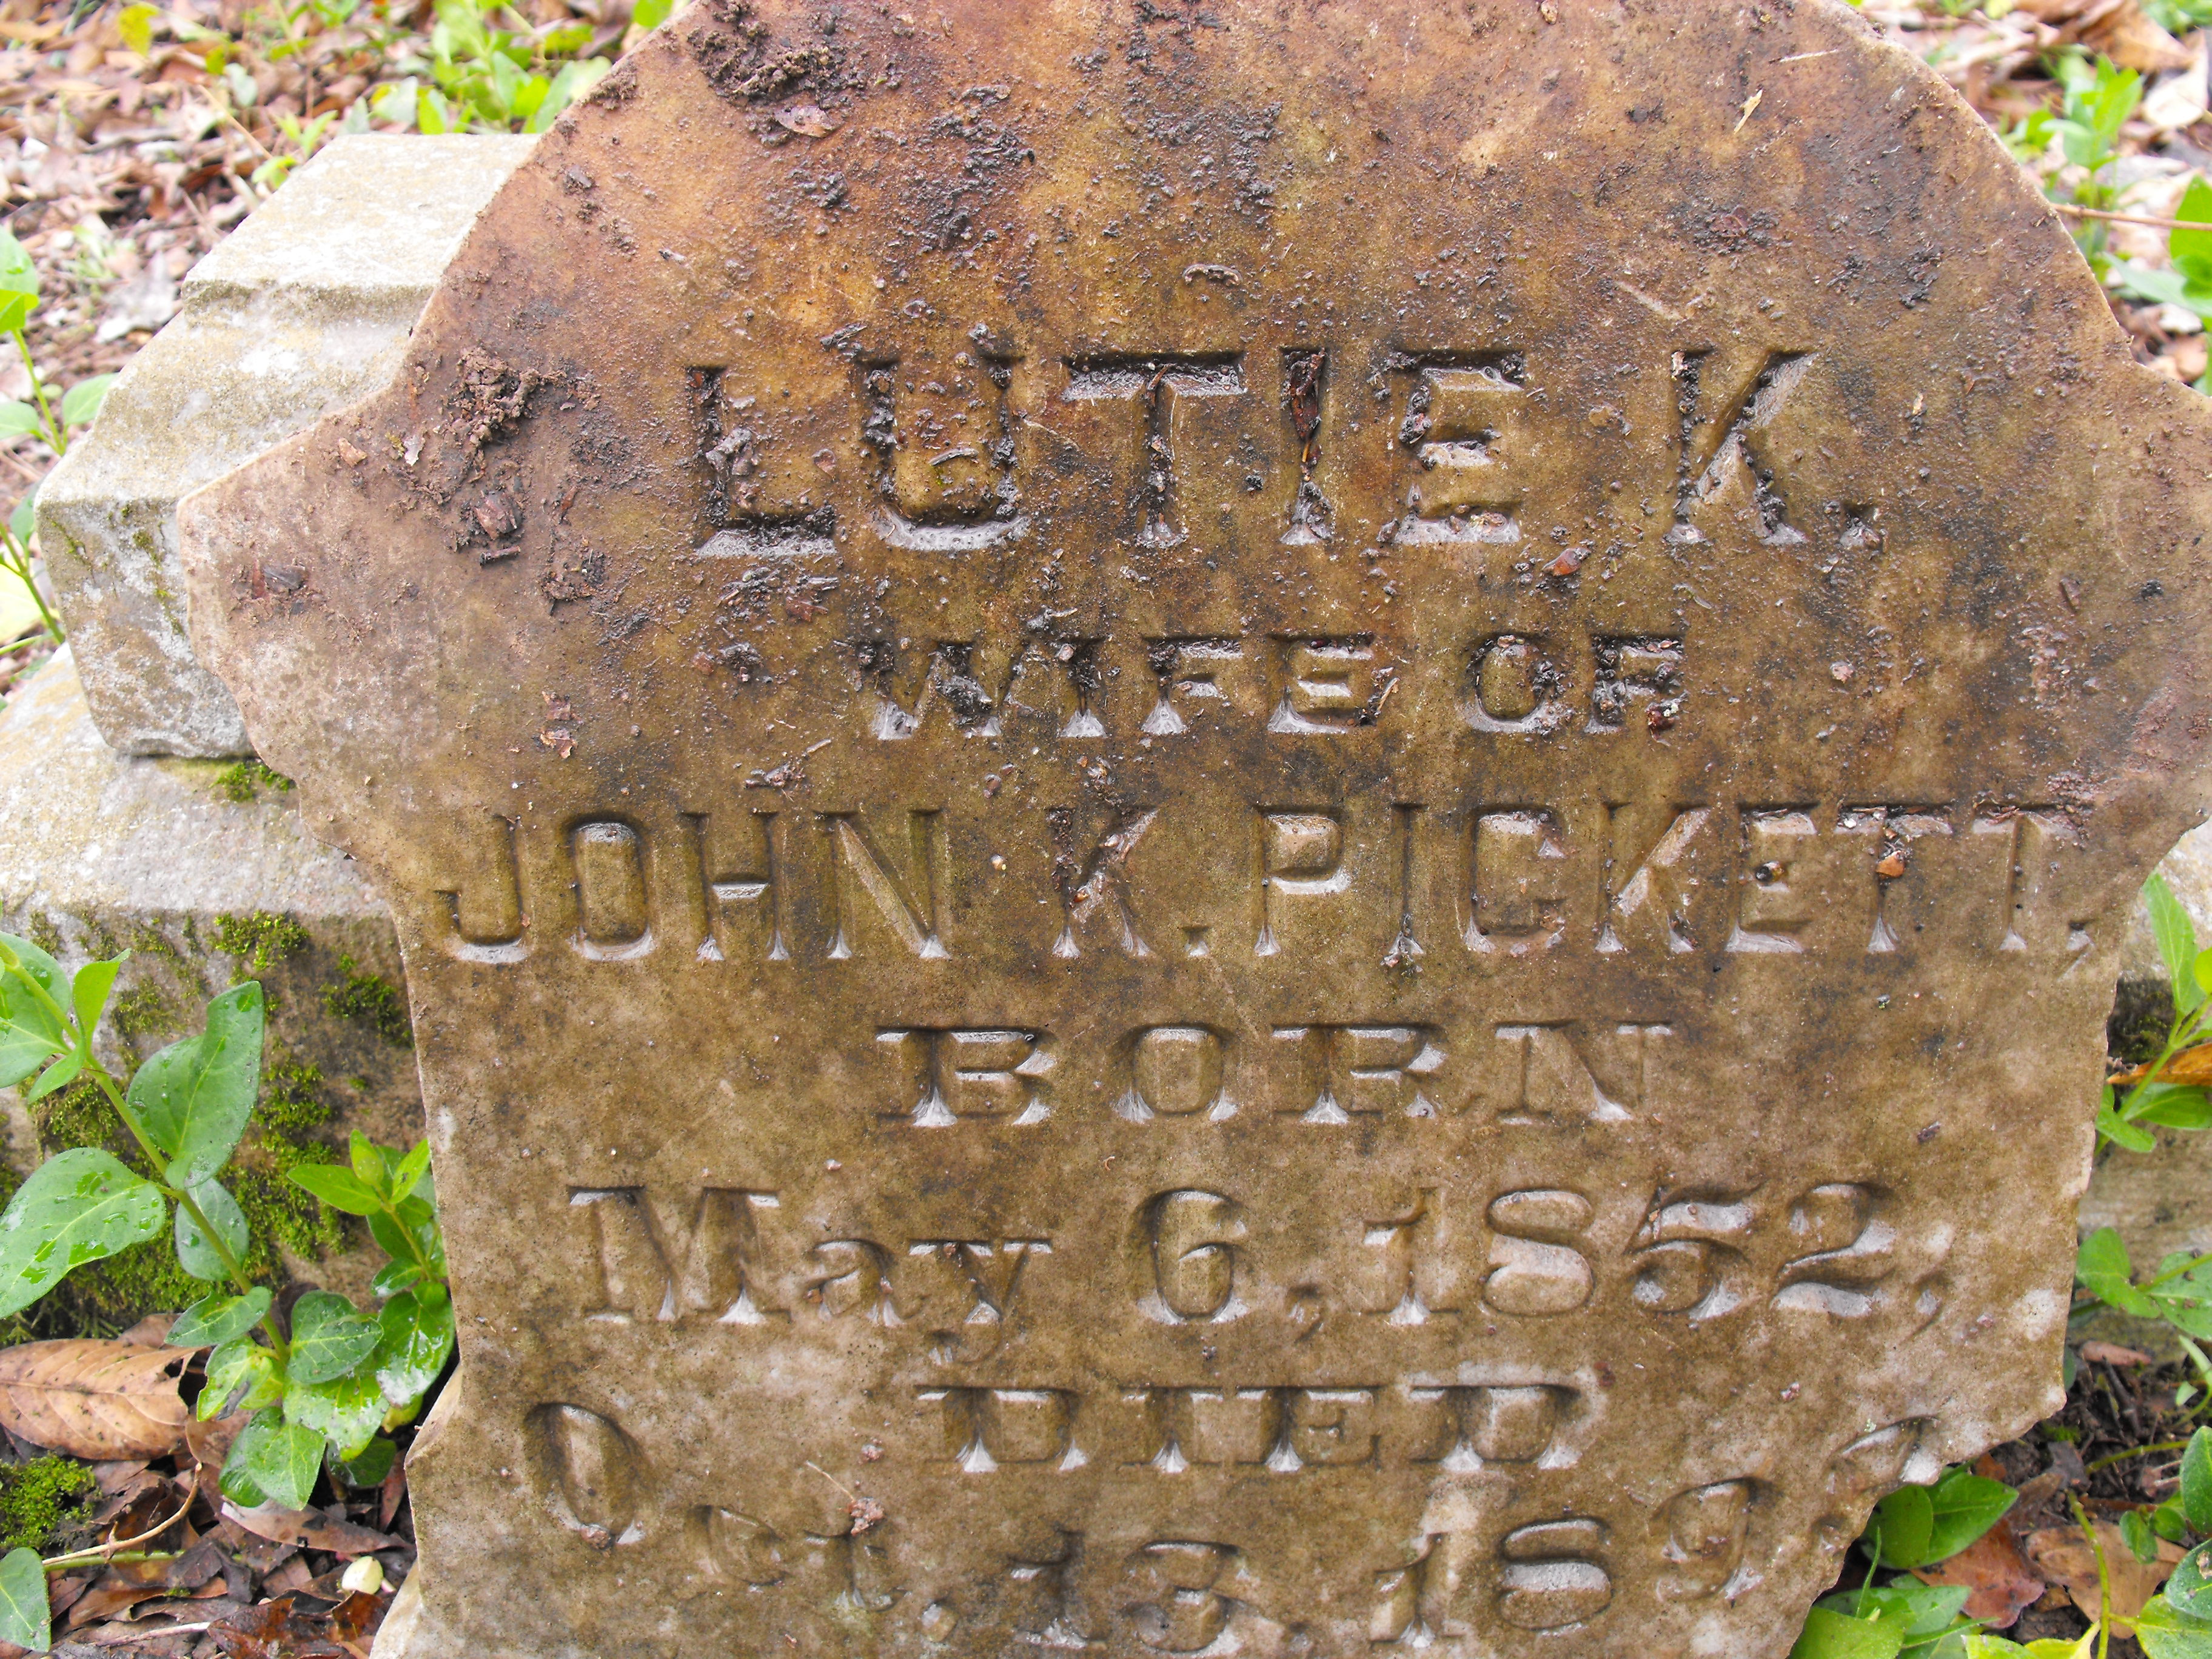 LUTIE K.
WIFE OF
JOHN K. PICKETT,
BORN
May 6, 1852,
DIED
Oct. 13, 189